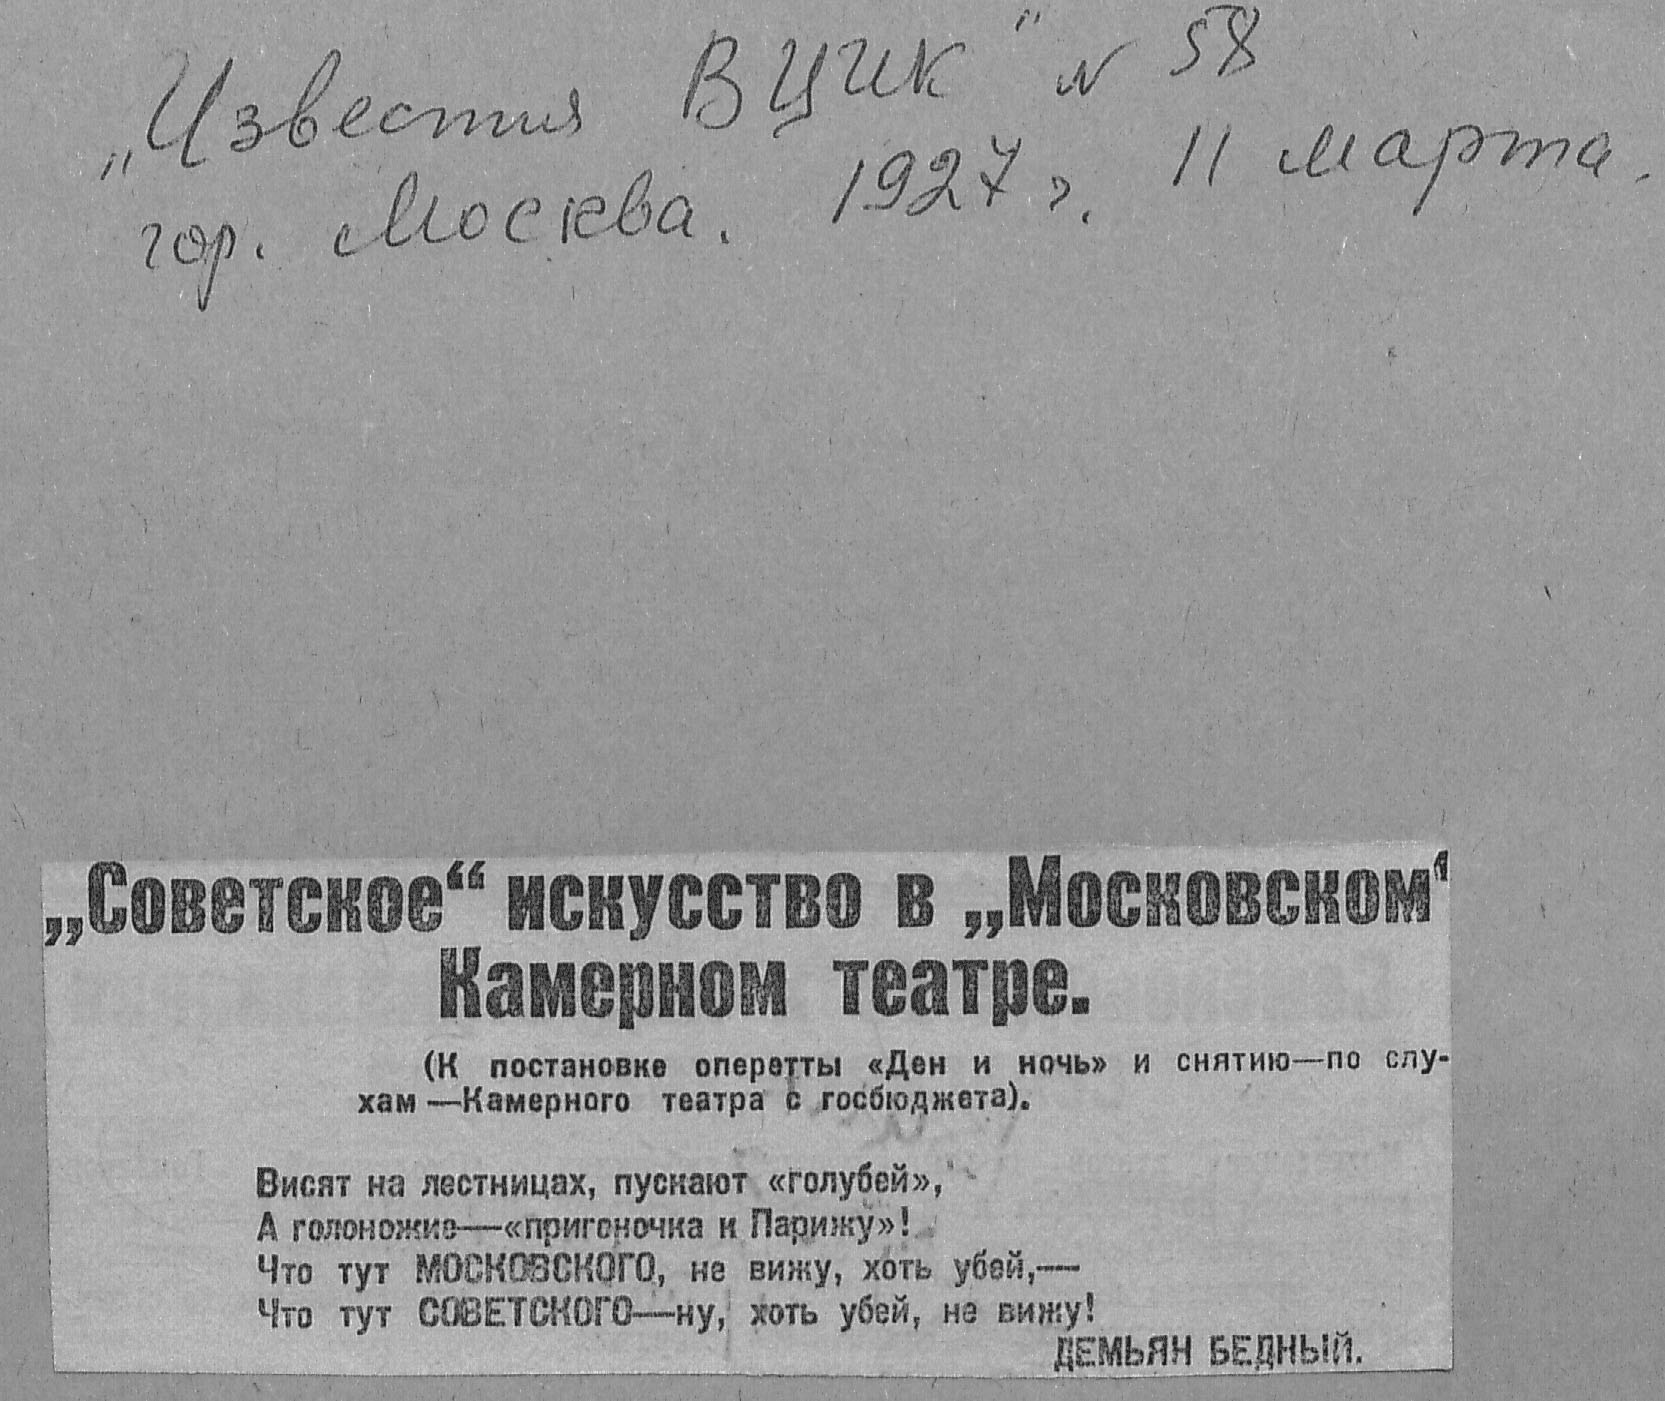 „Известия ВЦИК" N 58
гор. Москва. 1927 г. 11 марта.
„Советское“ искусство в „Московском“
Камерном театре.
(К постановке оперетты «Ден и ночь» и снятию—по слу-
хам—Камерного театра с госбюджета).
Висят на лестницах, пускают «голубей»,
А голоножие—«пригоночка к Парижу»!
Что тут МОСКОВСКОГО, не вижу, хоть убей,—
Что тут СОВЕТСКОГО—ну, хоть убей, не вижу!
ДЕМЬЯН БЕДНЫЙ.